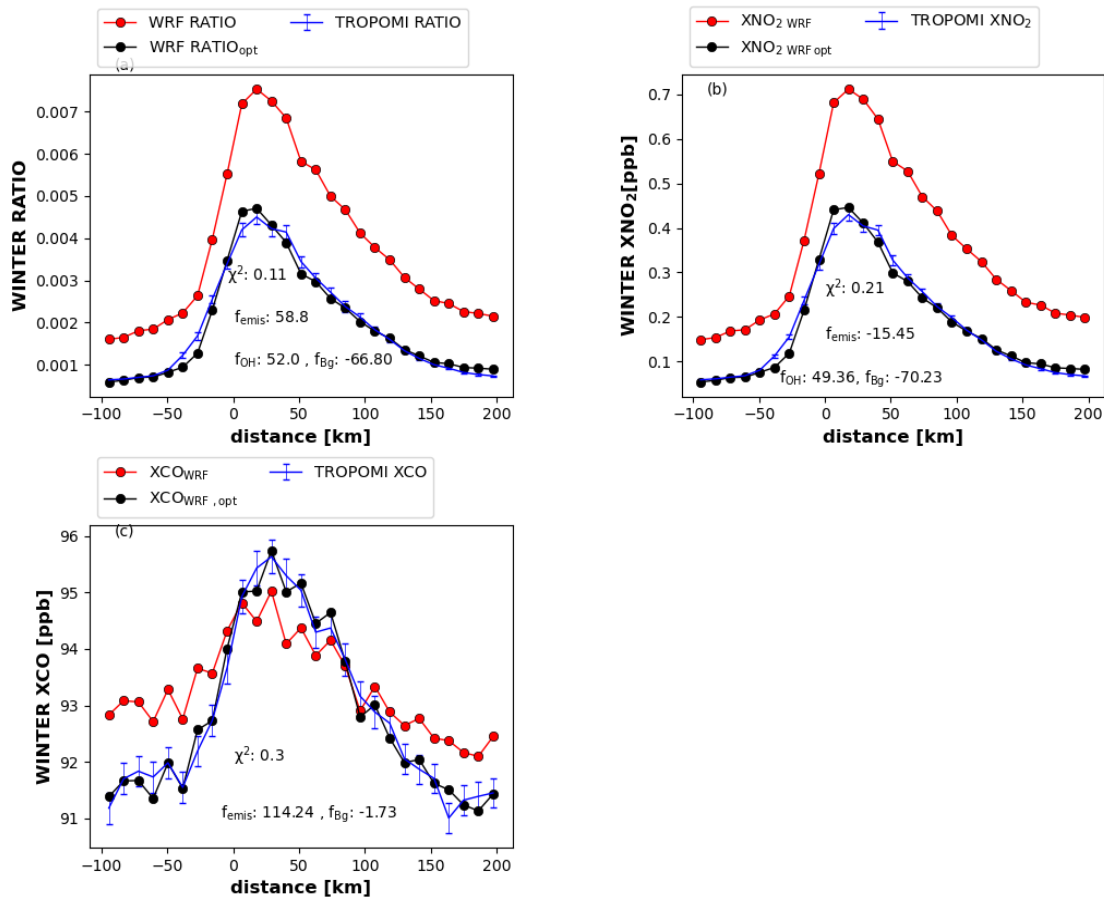 WRF RATIO
WRF RATIOopt
TROPOMI RATIO
(a)
WINTER RATIO
0.007
0.006
0.005
0.004
0.003
0.002
0.001
χ²: 0.11
f_emis: 58.8
f_OH: 52.0 , f_Bg: -66.80
−100 −50 0 50 100 150 200
distance [km]
XNO₂ WRF
XNO₂ WRF opt
TROPOMI XNO₂
(b)
WINTER XNO₂[ppb]
0.7
0.6
0.5
0.4
0.3
0.2
0.1
χ²: 0.21
f_emis: -15.45
f_OH: 49.36, f_Bg: -70.23
−100 −50 0 50 100 150 200
distance [km]
XCO_WRF
XCO_WRF ,opt
TROPOMI XCO
(c)
WINTER XCO [ppb]
96
95
94
93
92
91
χ²: 0.3
f_emis: 114.24 , f_Bg: -1.73
−100 −50 0 50 100 150 200
distance [km]